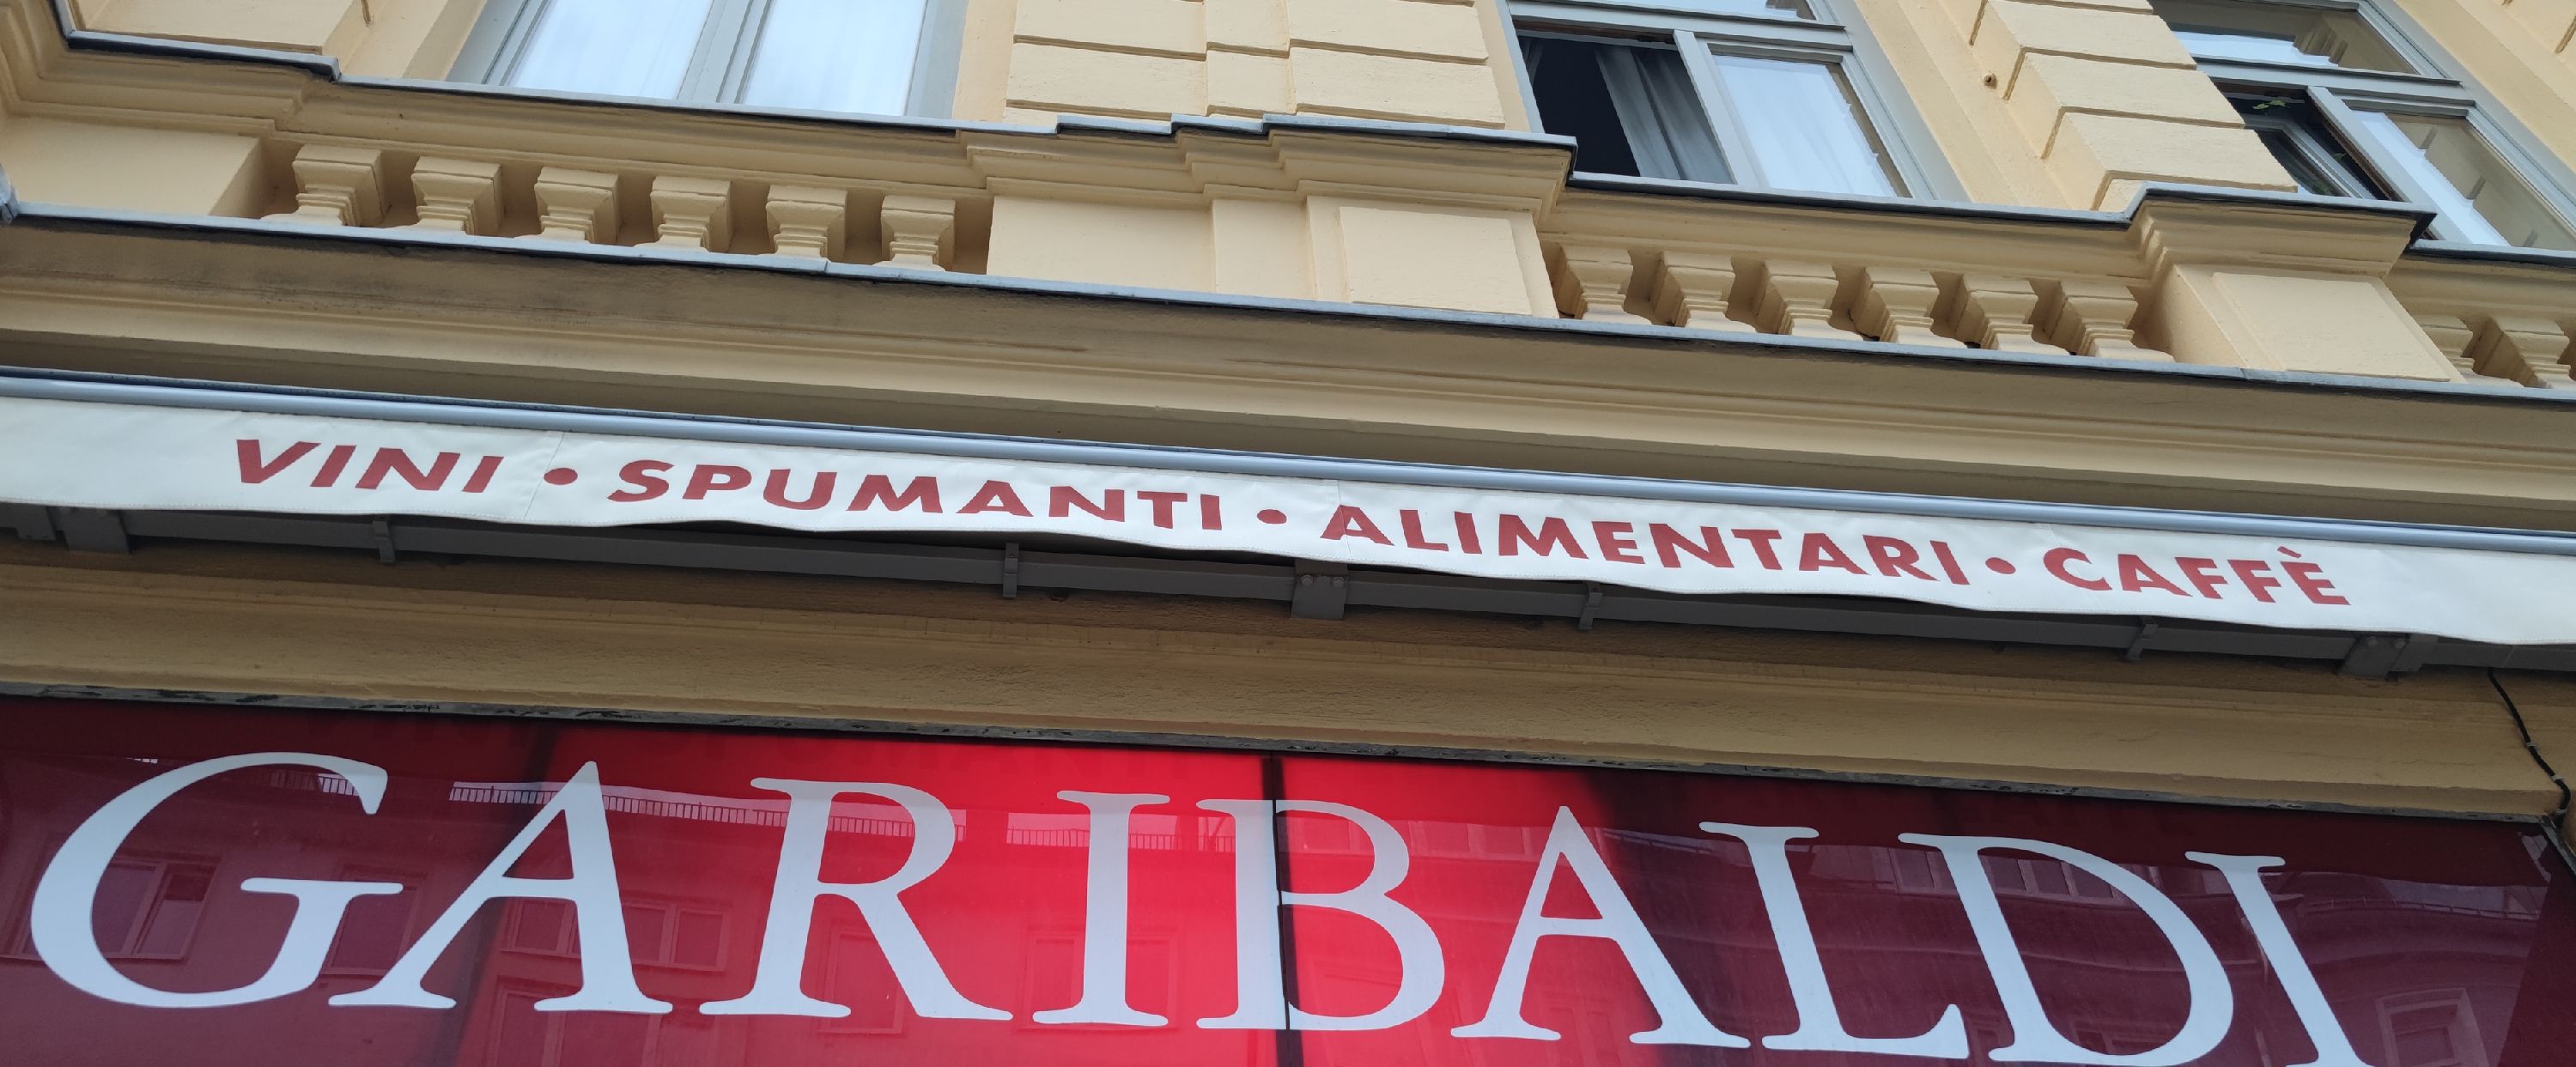 VINI • SPUMANTI • ALIMENTARI • CAFFÈ
GARIBALDI